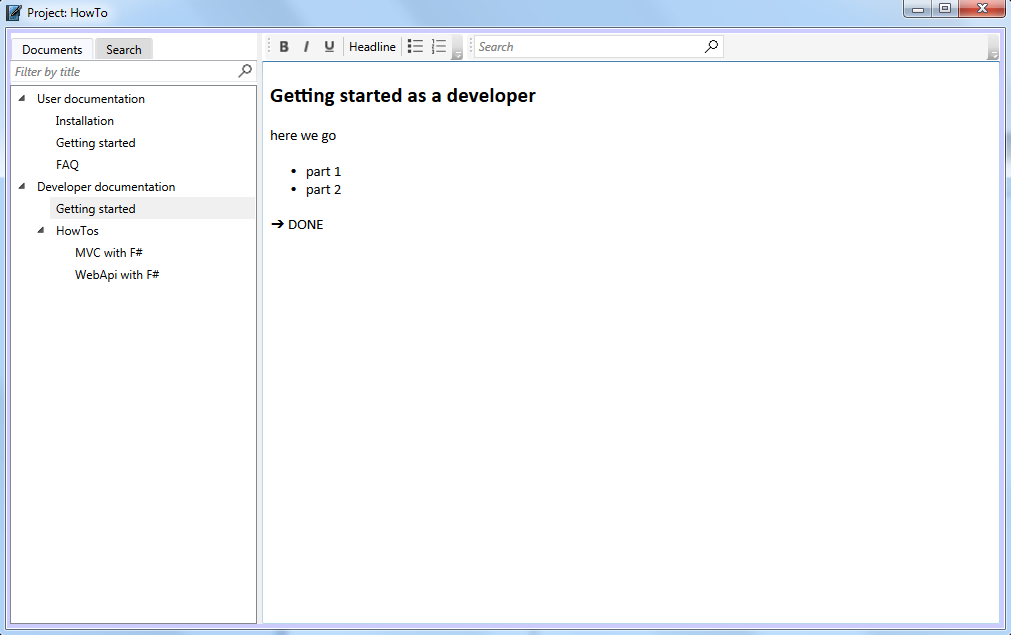 Project: HowTo
Documents Search
Filter by title
User documentation
Installation
Getting started
FAQ
Developer documentation
Getting started
HowTos
MVC with F#
WebApi with F#
B I U Headline Search
Getting started as a developer
here we go
• part 1
• part 2
➔ DONE